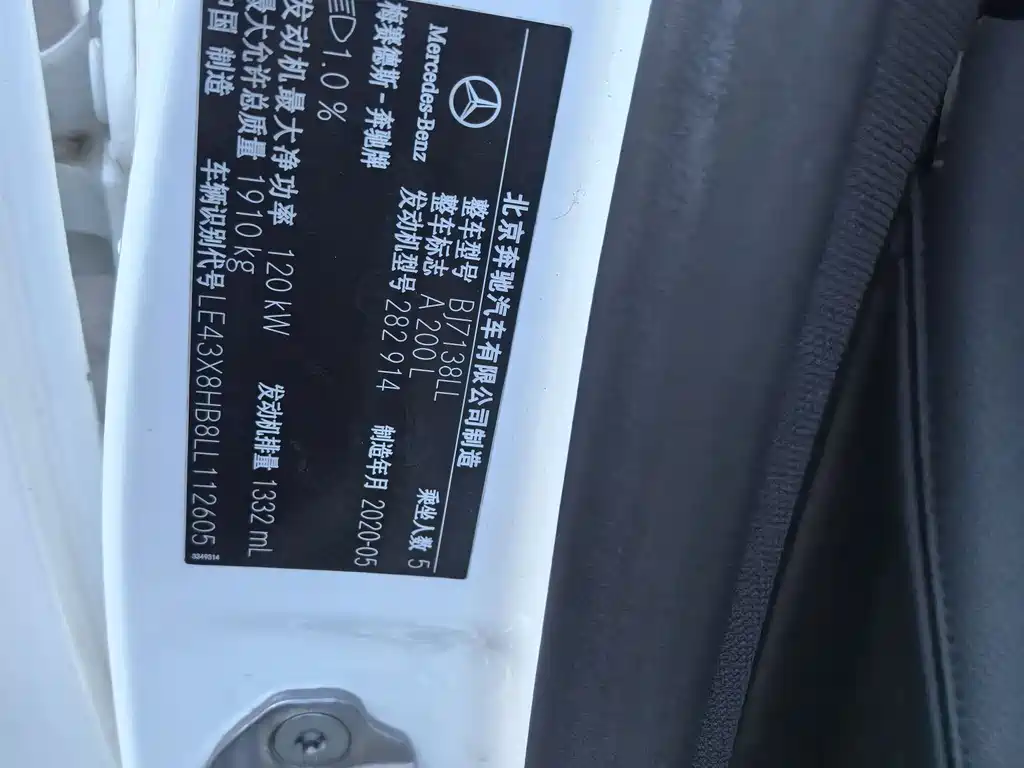 北京奔驰汽车有限公司制造
Mercedes-Benz
整车型号 BJ7138LL
整车标志 A 200 L
乘坐人数 5
梅赛德斯-奔驰牌
发动机型号 282 914
制造年月 2020-05
1.0 %
发动机最大净功率 120 kW
发动机排量 1332 mL
最大允许总质量 1910 kg
中国 制造
车辆识别代号 LE43X8HB8LL112605